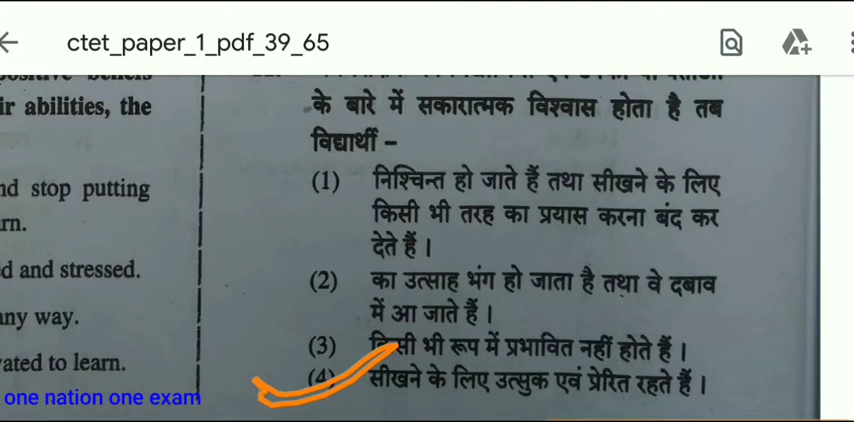 ctet_paper_1_pdf_39_65
ir abilities, the
nd stop putting
rn.
d and stressed.
any way.
vated to learn.
one nation one exam
के बारे में सकारात्मक विश्वास होता है तब
विद्यार्थी –
(1) निश्चिन्त हो जाते हैं तथा सीखने के लिए
किसी भी तरह का प्रयास करना बंद कर
देते हैं ।
(2) का उत्साह भंग हो जाता है तथा वे दबाव
में आ जाते हैं ।
(3) किसी भी रूप में प्रभावित नहीं होते हैं ।
(4) सीखने के लिए उत्सुक एवं प्रेरित रहते हैं ।